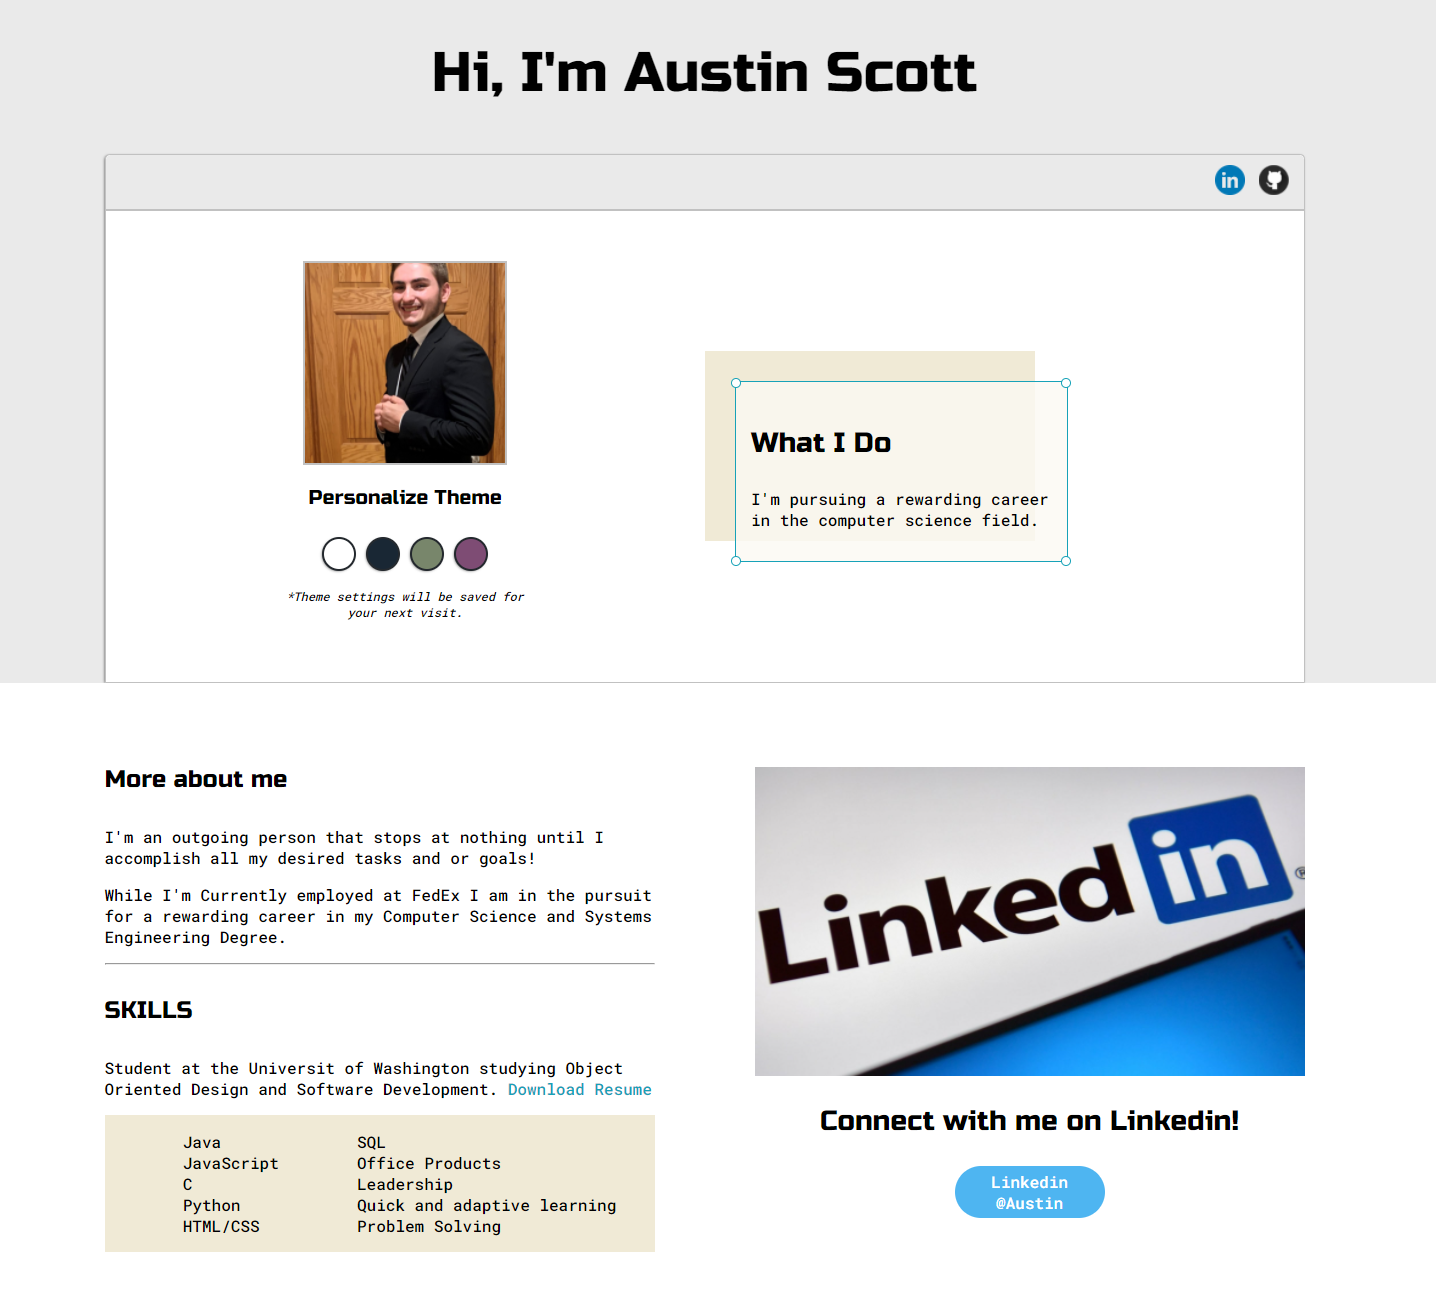 Hi, I'm Austin Scott
in
Personalize Theme
*Theme settings will be saved for
your next visit.
What I Do
I'm pursuing a rewarding career
in the computer science field.
More about me
I'm an outgoing person that stops at nothing until I
accomplish all my desired tasks and or goals!
While I'm Currently employed at FedEx I am in the pursuit
for a rewarding career in my Computer Science and Systems
Engineering Degree.
SKILLS
Student at the Universit of Washington studying Object
Oriented Design and Software Development. Download Resume
Java
JavaScript
C
Python
HTML/CSS
SQL
Office Products
Leadership
Quick and adaptive learning
Problem Solving
Linkedin®
Connect with me on Linkedin!
Linkedin
@Austin